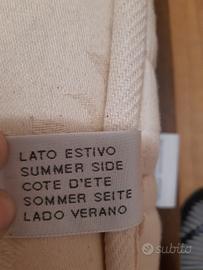 LATO ESTIVO
SUMMER SIDE
COTE D'ETE
SOMMER SEITE
LADO VERANO
subito